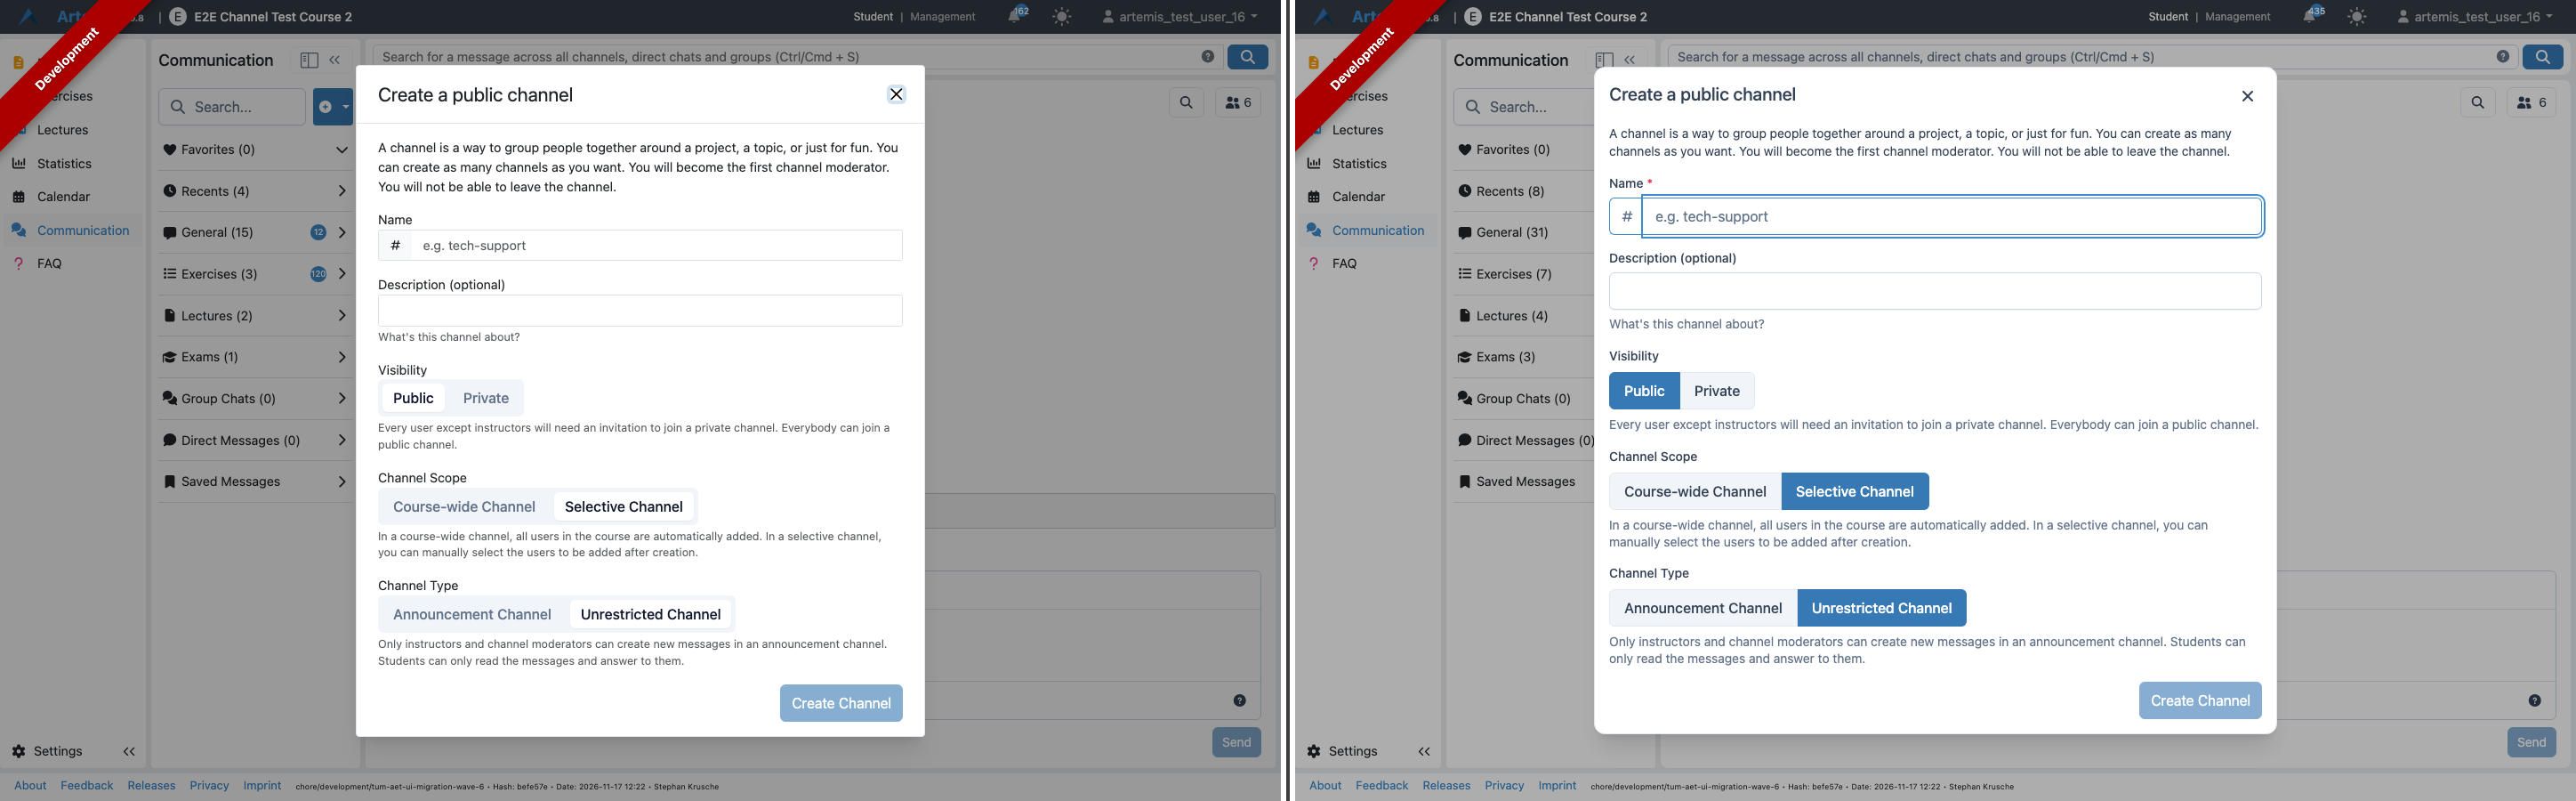 Development
Art
.8 | E E2E Channel Test Course 2
Student | Management
162
artemis_test_user_16
ercises
Lectures
Statistics
Calendar
Communication
FAQ
Settings
Communication
Search...
Favorites (0)
Recents (4)
General (15) 12
Exercises (3) 120
Lectures (2)
Exams (1)
Group Chats (0)
Direct Messages (0)
Saved Messages
Search for a message across all channels, direct chats and groups (Ctrl/Cmd + S)
6
Create a public channel
A channel is a way to group people together around a project, a topic, or just for fun. You
can create as many channels as you want. You will become the first channel moderator.
You will not be able to leave the channel.
Name
# e.g. tech-support
Description (optional)
What's this channel about?
Visibility
Public Private
Every user except instructors will need an invitation to join a private channel. Everybody can join a
public channel.
Channel Scope
Course-wide Channel Selective Channel
In a course-wide channel, all users in the course are automatically added. In a selective channel,
you can manually select the users to be added after creation.
Channel Type
Announcement Channel Unrestricted Channel
Only instructors and channel moderators can create new messages in an announcement channel.
Students can only read the messages and answer to them.
Create Channel
Send
About Feedback Releases Privacy Imprint chore/development/tum-aet-ui-migration-wave-6 • Hash: befe57e • Date: 2026-11-17 12:22 • Stephan Krusche
Development
Art
.8 | E E2E Channel Test Course 2
Student | Management
435
artemis_test_user_16
ercises
Lectures
Statistics
Calendar
Communication
FAQ
Settings
Communication
Search...
Favorites (0)
Recents (8)
General (31)
Exercises (7)
Lectures (4)
Exams (3)
Group Chats (0)
Direct Messages (0)
Saved Messages
Search for a message across all channels, direct chats and groups (Ctrl/Cmd + S)
6
Create a public channel
A channel is a way to group people together around a project, a topic, or just for fun. You can create as many
channels as you want. You will become the first channel moderator. You will not be able to leave the channel.
Name *
# e.g. tech-support
Description (optional)
What's this channel about?
Visibility
Public Private
Every user except instructors will need an invitation to join a private channel. Everybody can join a public channel.
Channel Scope
Course-wide Channel Selective Channel
In a course-wide channel, all users in the course are automatically added. In a selective channel, you can
manually select the users to be added after creation.
Channel Type
Announcement Channel Unrestricted Channel
Only instructors and channel moderators can create new messages in an announcement channel. Students can
only read the messages and answer to them.
Create Channel
Send
About Feedback Releases Privacy Imprint chore/development/tum-aet-ui-migration-wave-6 • Hash: befe57e • Date: 2026-11-17 12:22 • Stephan Krusche